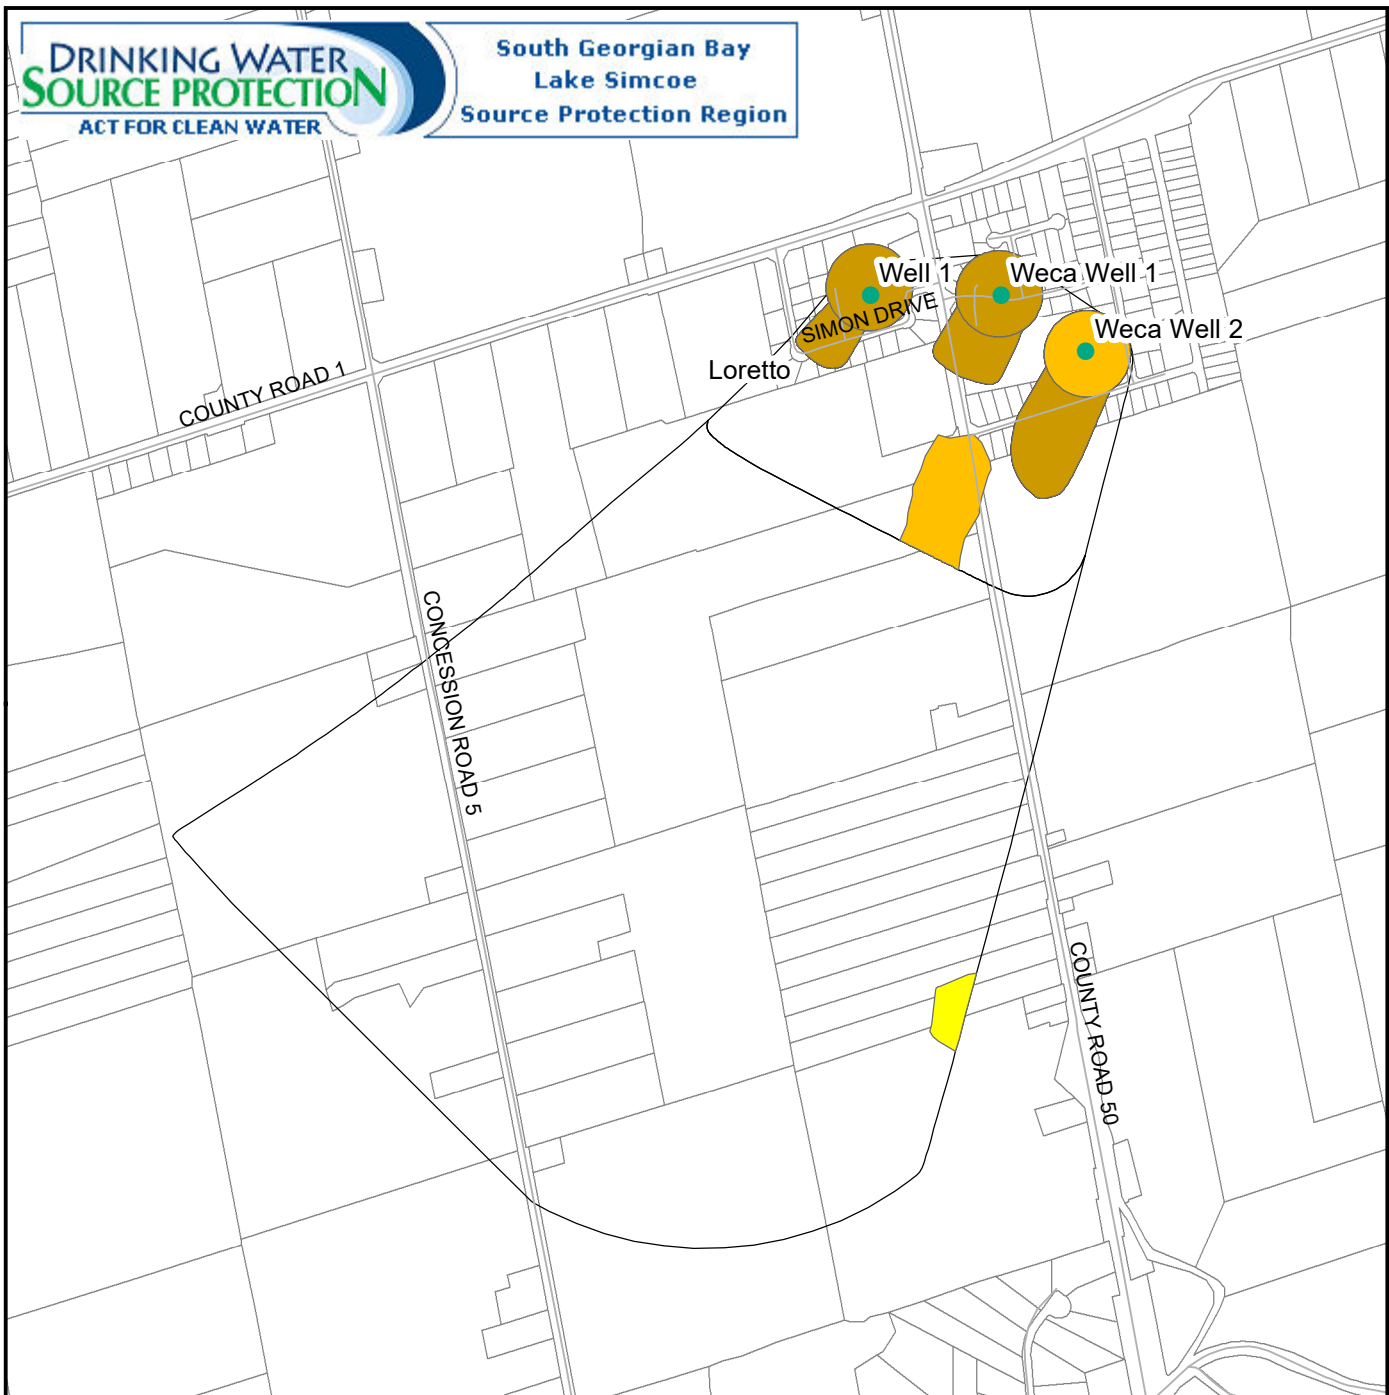 DRINKING WATER
SOURCE PROTECTION
ACT FOR CLEAN WATER
South Georgian Bay
Lake Simcoe
Source Protection Region
Well 1
Weca Well 1
SIMON DRIVE
Weca Well 2
Loretto
COUNTY ROAD 1
CONCESSION ROAD 5
COUNTY ROAD 50